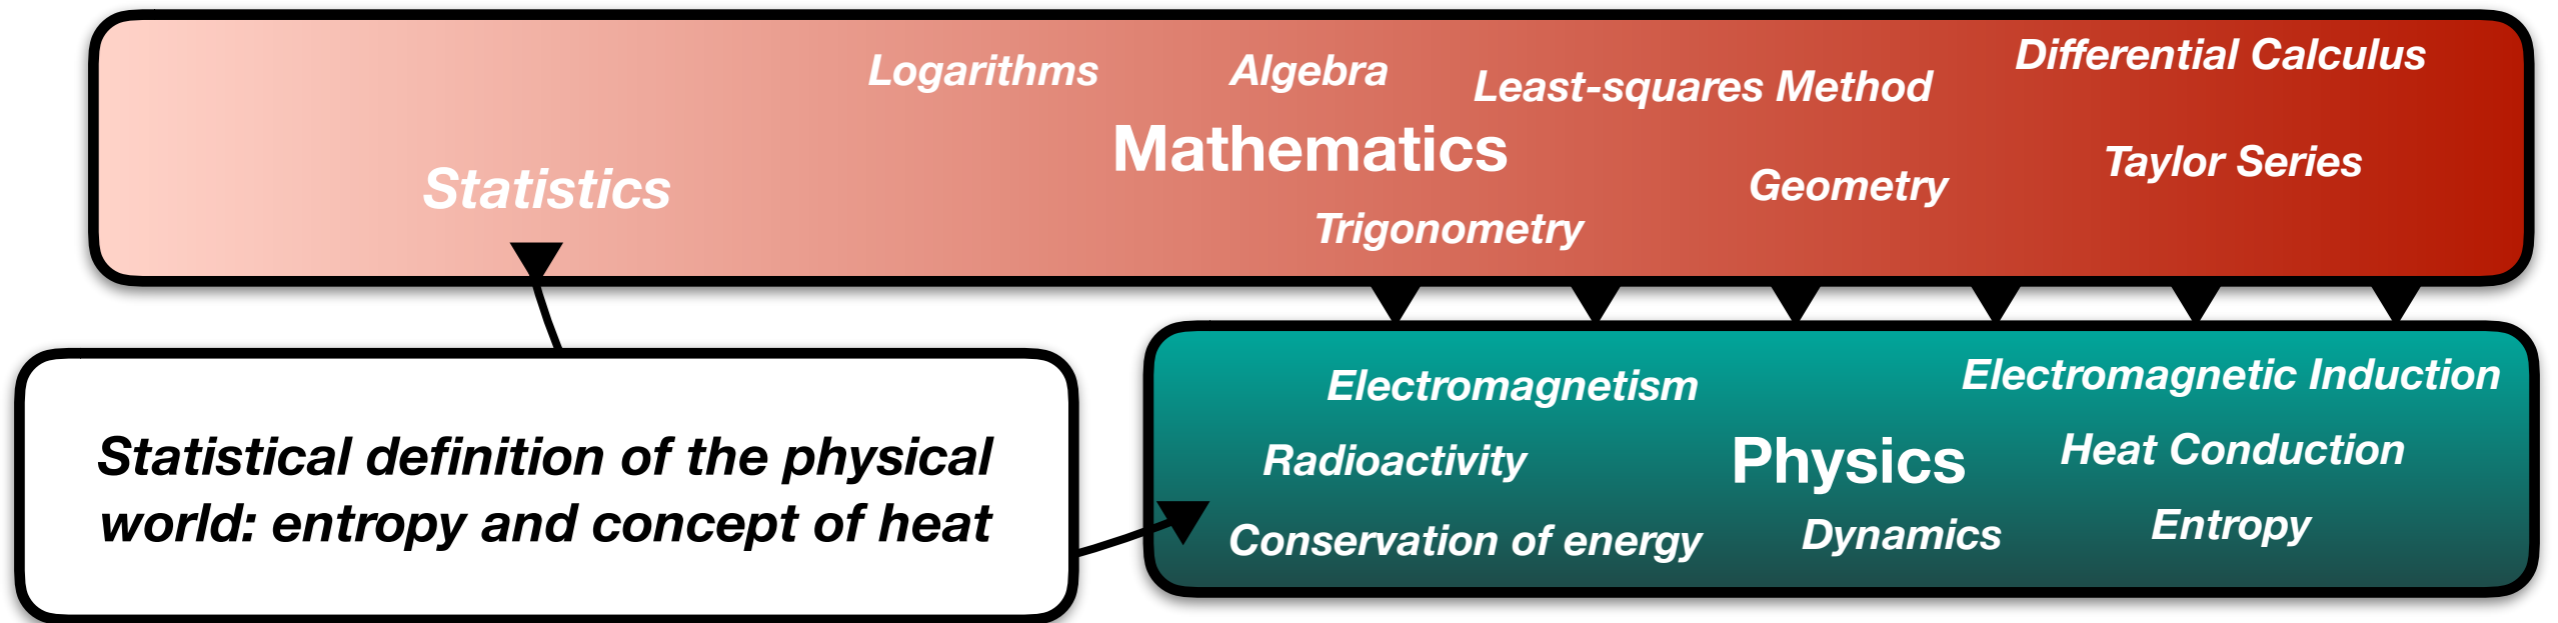 Logarithms
Algebra
Least-squares Method
Differential Calculus
Mathematics
Statistics
Geometry
Taylor Series
Trigonometry
Statistical definition of the physical
world: entropy and concept of heat
Electromagnetism
Electromagnetic Induction
Radioactivity
Physics
Heat Conduction
Conservation of energy
Dynamics
Entropy